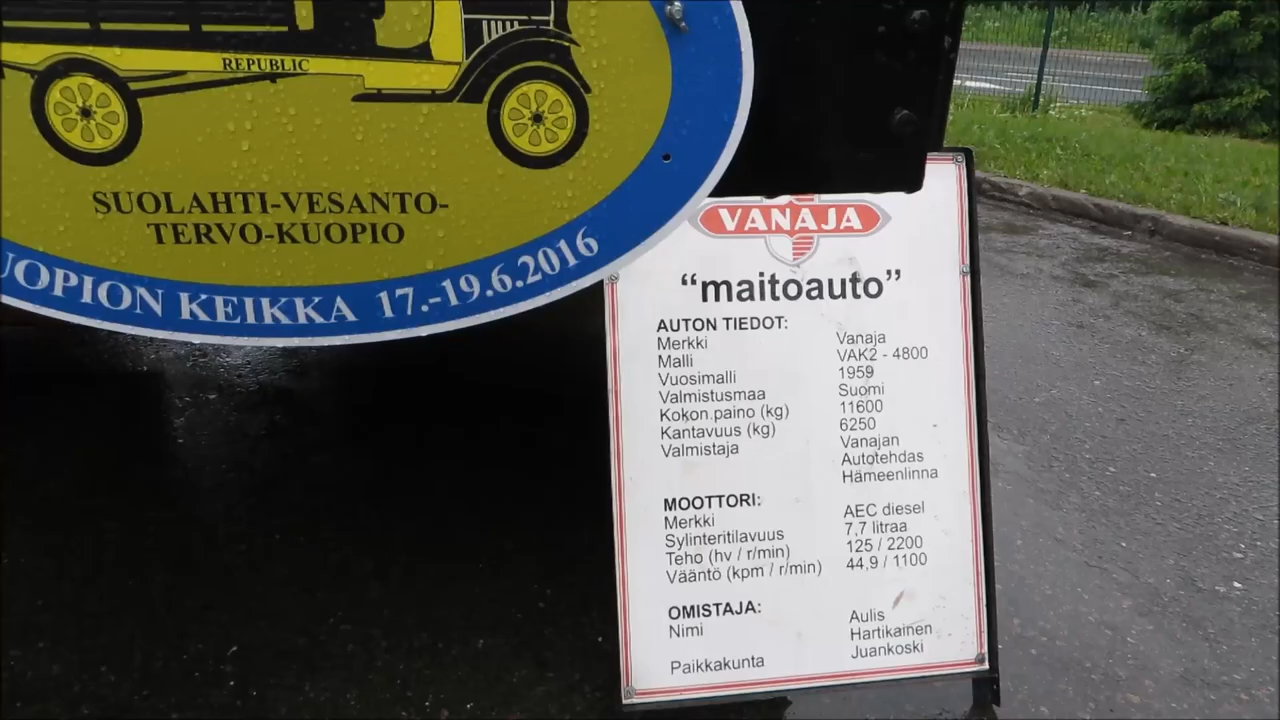 REPUBLIC
SUOLAHTI-VESANTO-
TERVO-KUOPIO
UOPION KEIKKA 17.-19.6.2016
VANAJA
“maitoauto”
AUTON TIEDOT:
Merkki Vanaja
Malli VAK2 - 4800
Vuosimalli 1959
Valmistusmaa Suomi
Kokon.paino (kg) 11600
Kantavuus (kg) 6250
Valmistaja Vanajan
Autotehdas
Hämeenlinna
MOOTTORI:
Merkki AEC diesel
Sylinteritilavuus 7,7 litraa
Teho (hv / r/min) 125 / 2200
Vääntö (kpm / r/min) 44,9 / 1100
OMISTAJA:
Nimi Aulis
Hartikainen
Paikkakunta Juankoski